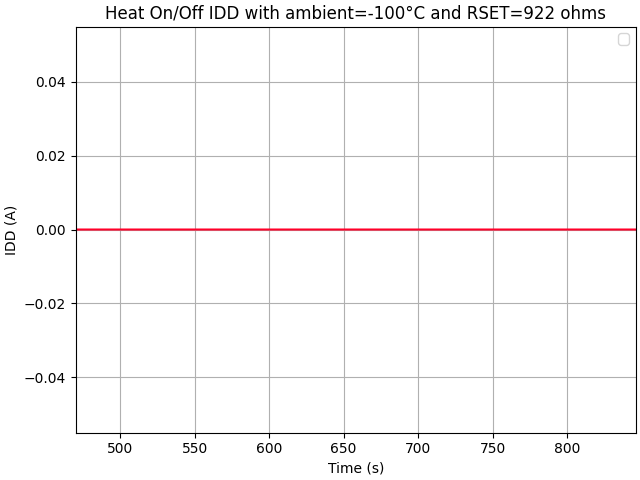 Heat On/Off IDD with ambient=-100°C and RSET=922 ohms
0.04
0.02
0.00
−0.02
−0.04
IDD (A)
500 550 600 650 700 750 800
Time (s)